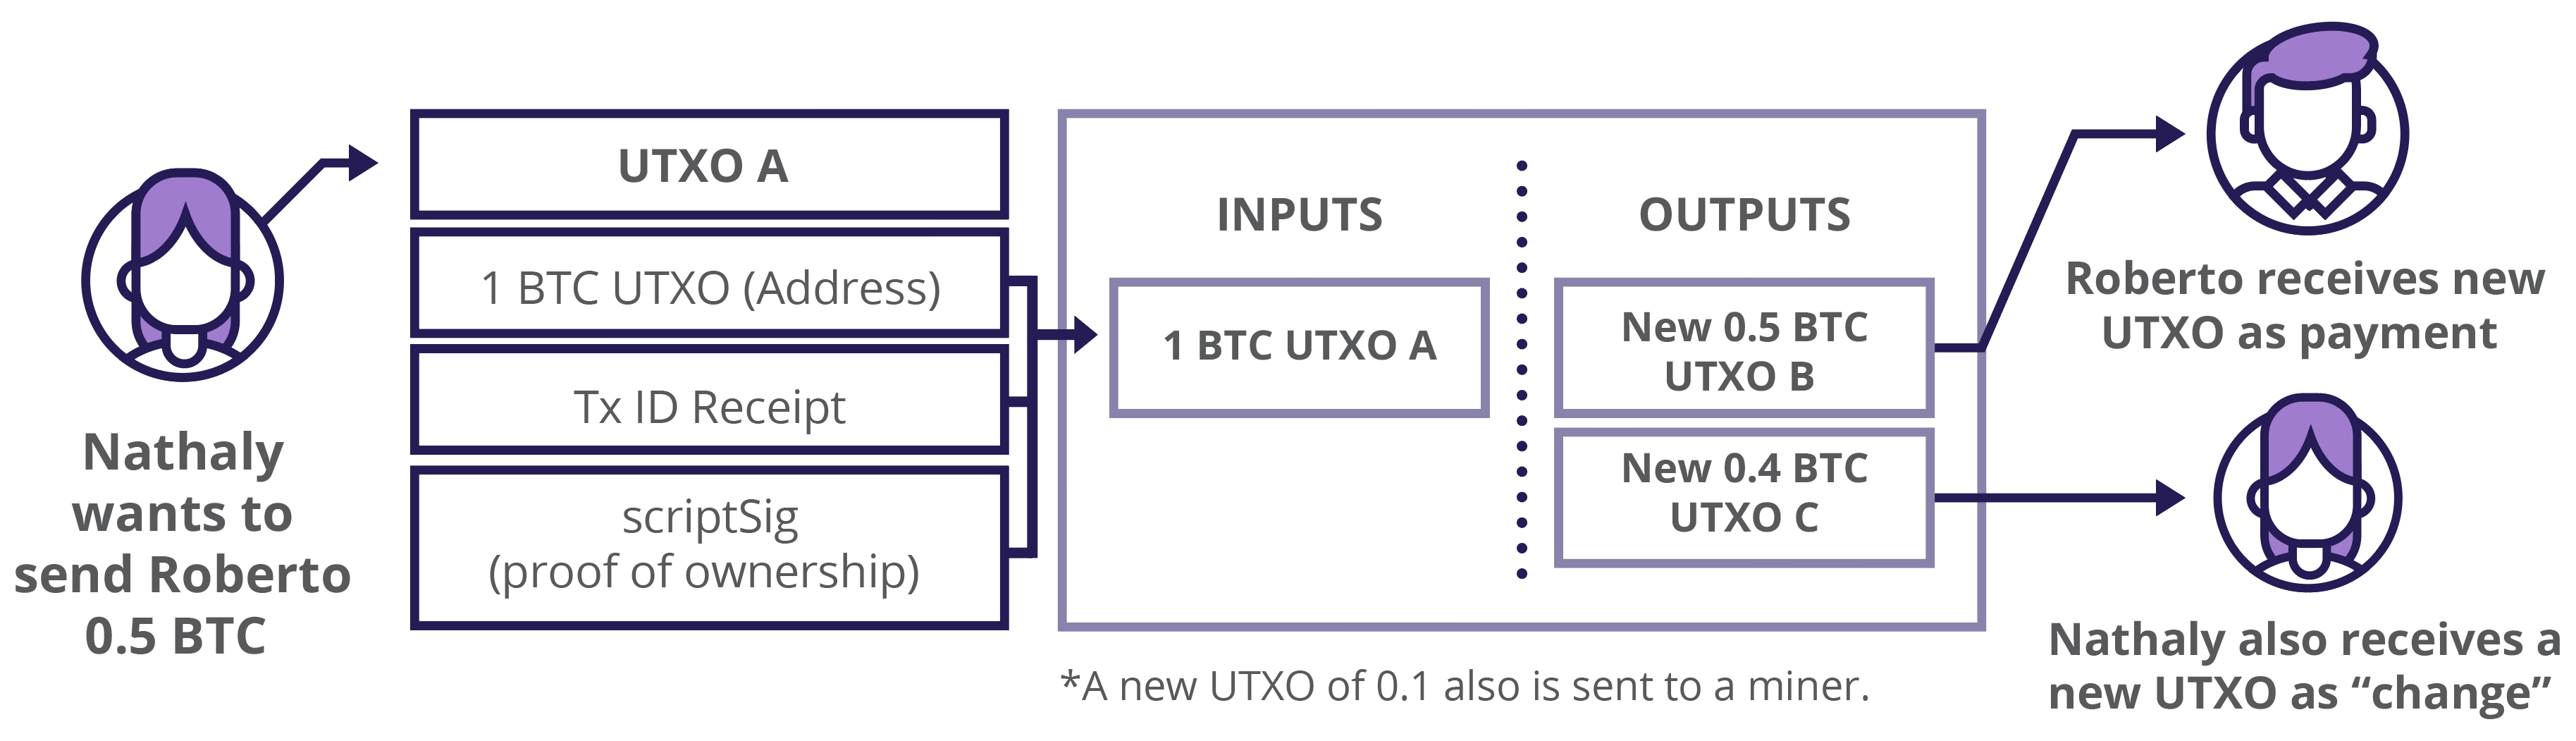 Nathaly
wants to
send Roberto
0.5 BTC
UTXO A
1 BTC UTXO (Address)
Tx ID Receipt
scriptSig
(proof of ownership)
INPUTS
1 BTC UTXO A
OUTPUTS
New 0.5 BTC
UTXO B
New 0.4 BTC
UTXO C
*A new UTXO of 0.1 also is sent to a miner.
Roberto receives new
UTXO as payment
Nathaly also receives a
new UTXO as “change”